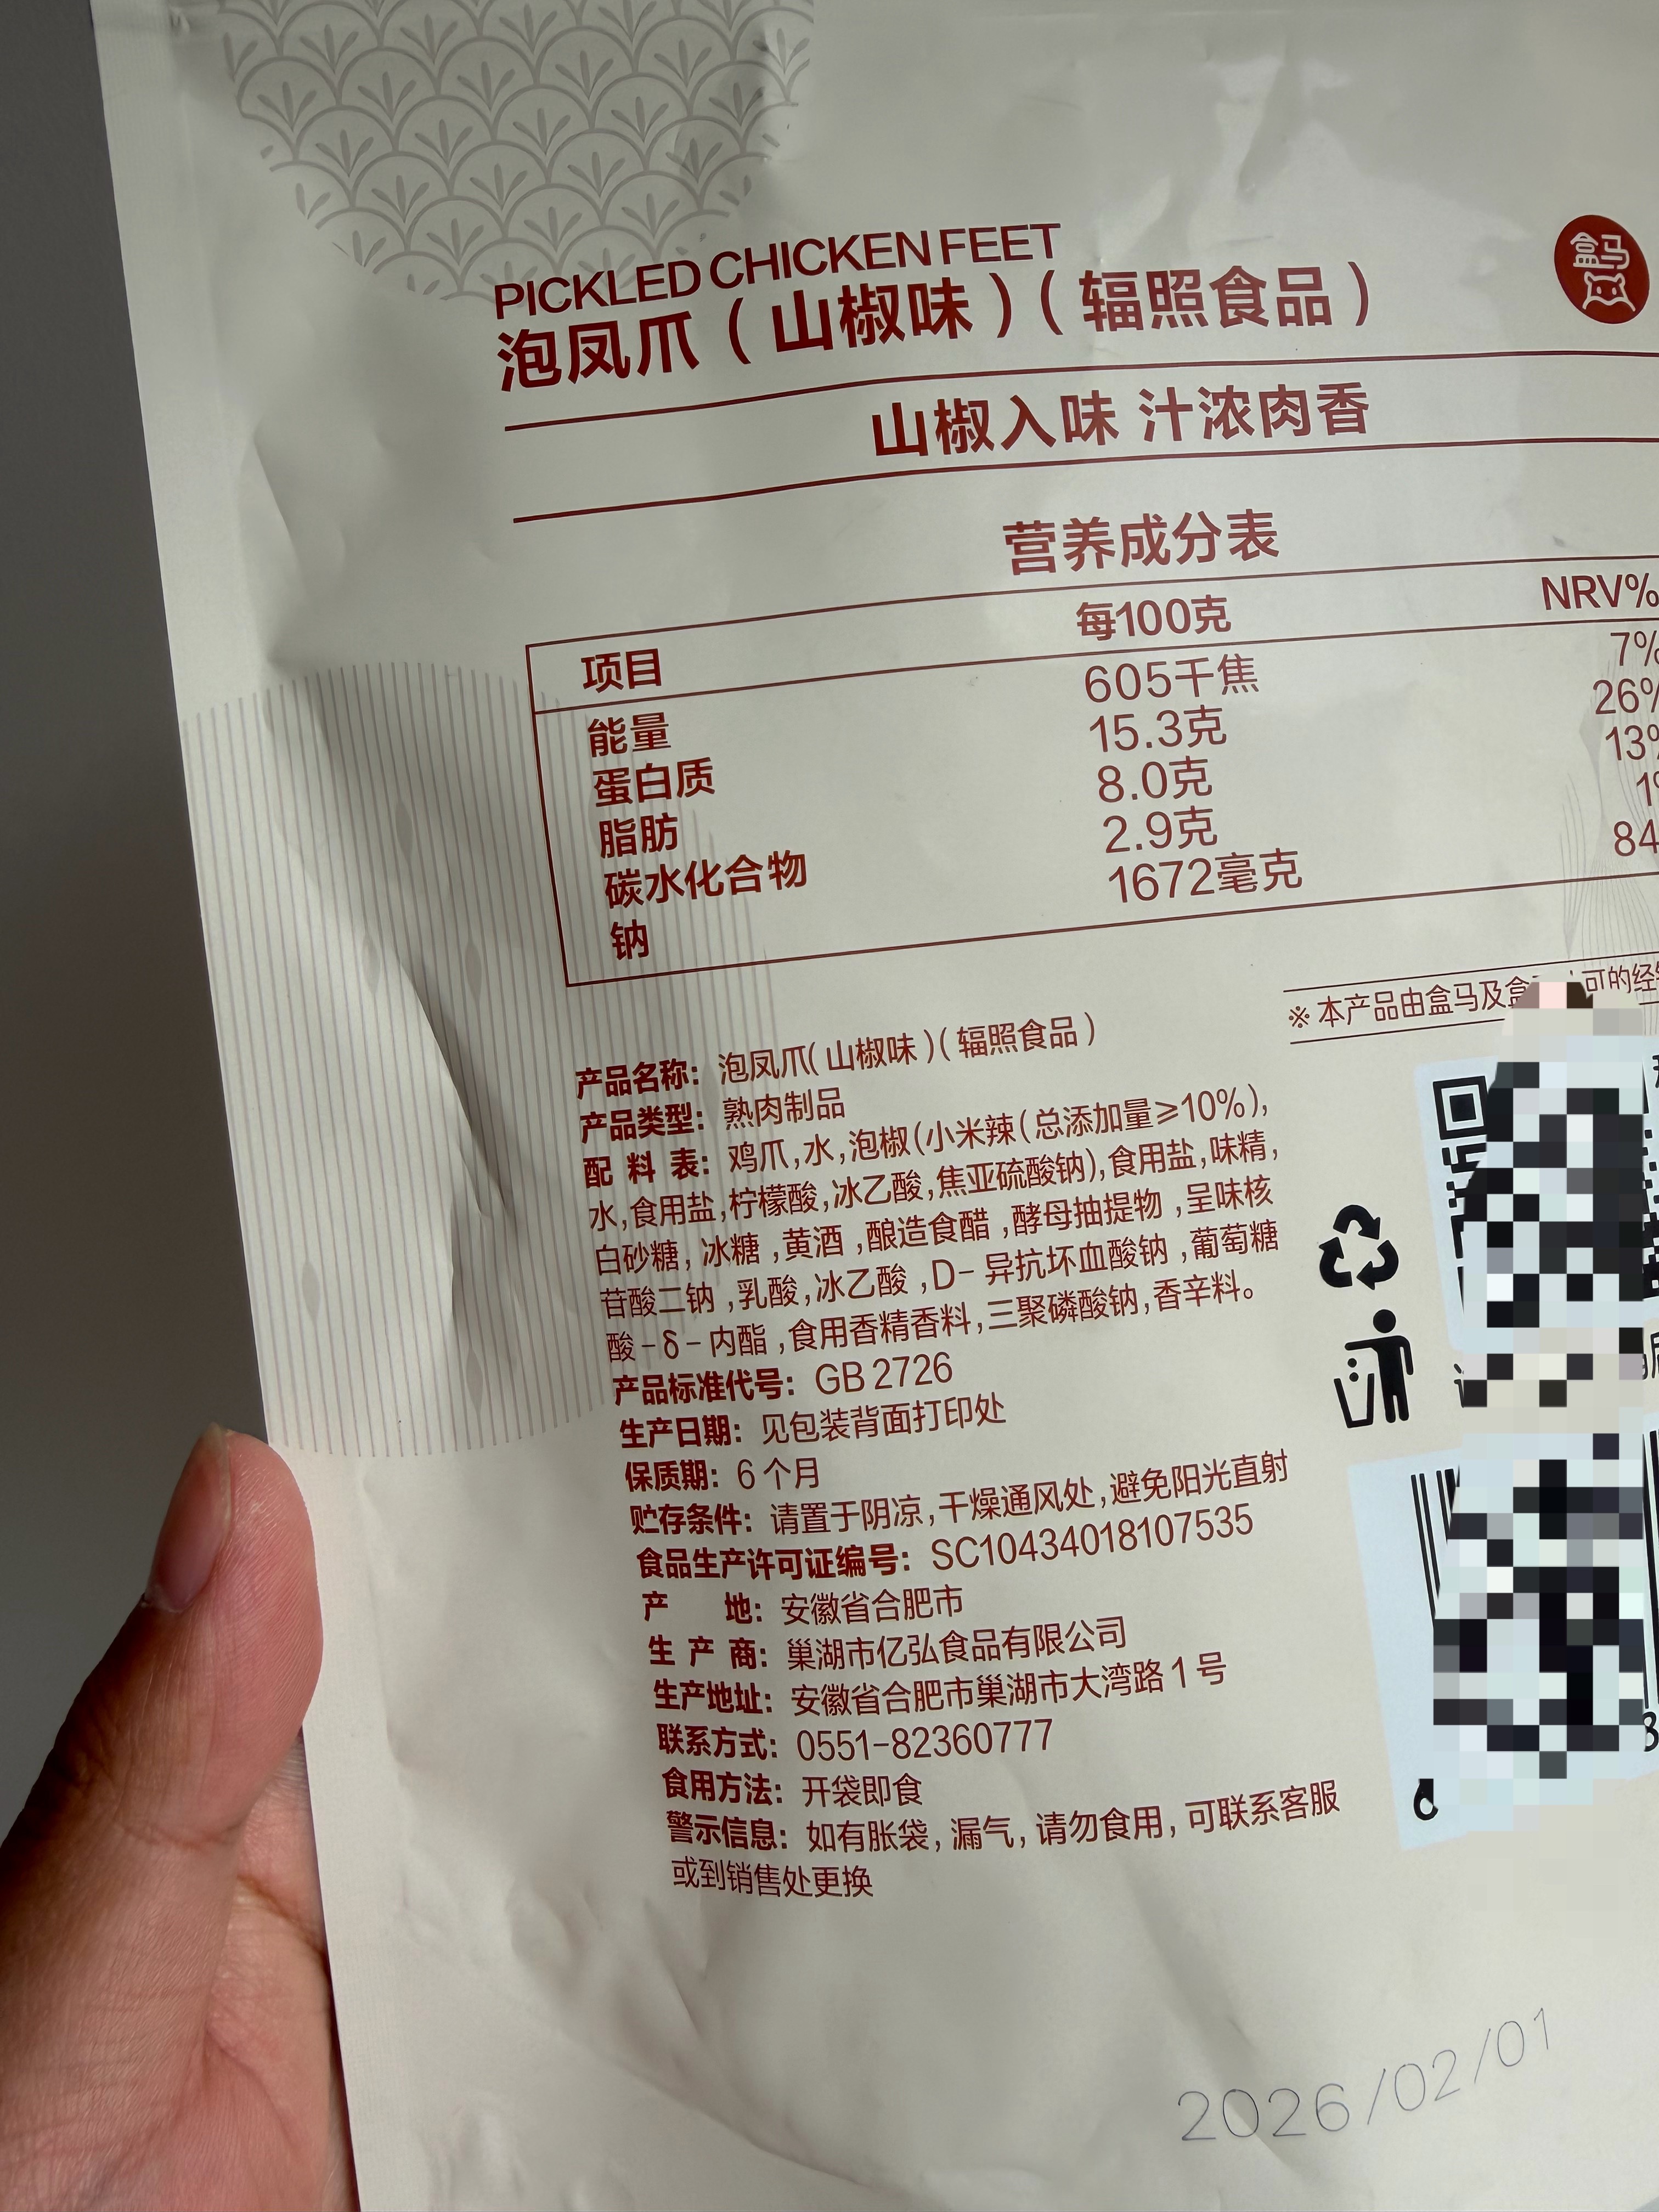 PICKLED CHICKEN FEET
盒马
泡凤爪（山椒味）（辐照食品）
山椒入味 汁浓肉香
营养成分表
项目 每100克 NRV%
能量 605千焦 7%
蛋白质 15.3克 26%
脂肪 8.0克 13%
碳水化合物 2.9克 1%
钠 1672毫克 84
※本产品由盒马及盒 可的经
产品名称：泡凤爪(山椒味)(辐照食品)
产品类型：熟肉制品
配 料 表：鸡爪,水,泡椒(小米辣(总添加量≥10%),
水,食用盐,柠檬酸,冰乙酸,焦亚硫酸钠),食用盐,味精,
白砂糖,冰糖,黄酒,酿造食醋,酵母抽提物,呈味核
苷酸二钠,乳酸,冰乙酸,D-异抗坏血酸钠,葡萄糖
酸-δ-内酯,食用香精香料,三聚磷酸钠,香辛料。
产品标准代号：GB 2726
生产日期：见包装背面打印处
保质期：6个月
贮存条件：请置于阴凉,干燥通风处,避免阳光直射
食品生产许可证编号：SC10434018107535
产 地：安徽省合肥市
生 产 商：巢湖市亿弘食品有限公司
生产地址：安徽省合肥市巢湖市大湾路1号
联系方式：0551-82360777
食用方法：开袋即食
警示信息：如有胀袋,漏气,请勿食用,可联系客服
或到销售处更换
2026/02/01